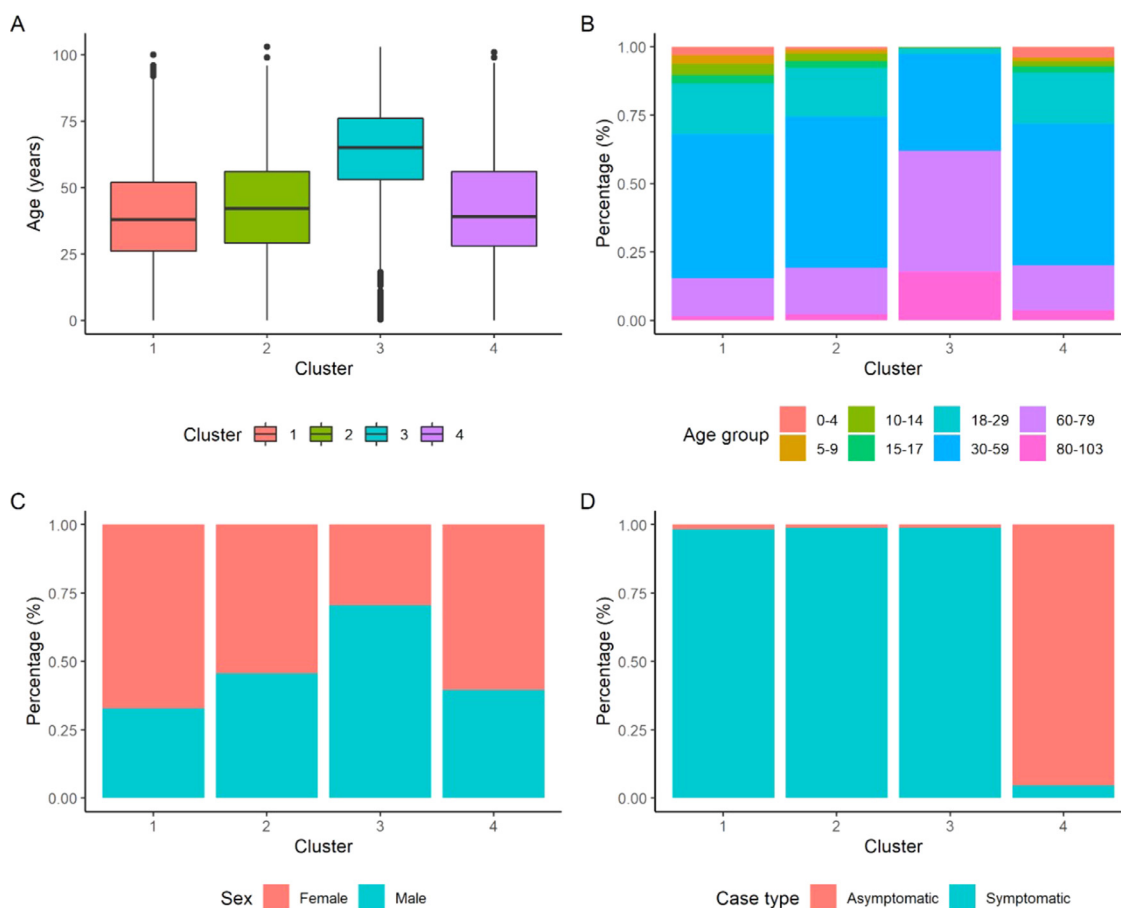 A
100
75
50
25
0
Age (years)
1 2 3 4
Cluster
Cluster 1 2 3 4
B
1.00
0.75
0.50
0.25
0.00
Percentage (%)
1 2 3 4
Cluster
Age group
0-4 10-14 18-29 60-79
5-9 15-17 30-59 80-103
C
1.00
0.75
0.50
0.25
0.00
Percentage (%)
1 2 3 4
Cluster
Sex Female Male
D
1.00
0.75
0.50
0.25
0.00
Percentage (%)
1 2 3 4
Cluster
Case type Asymptomatic Symptomatic